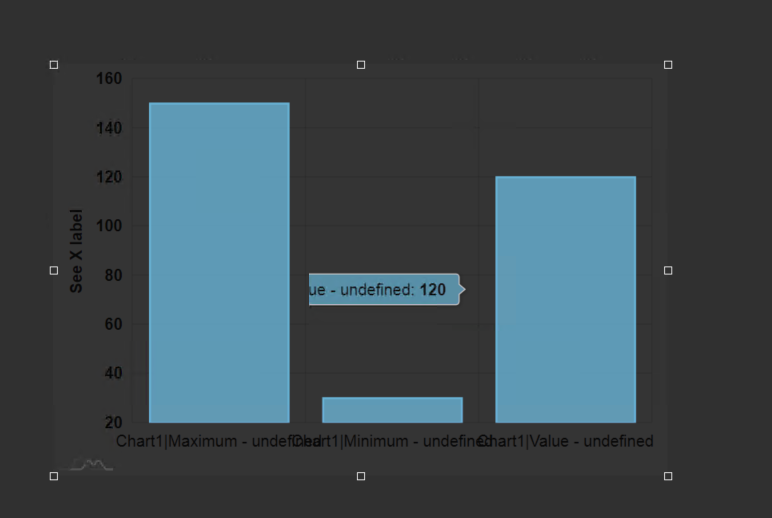 160
140
120
100
80
60
40
20
See X label
ue - undefined: 120
Chart1|Maximum - undefined
Chart1|Minimum - undefined
Chart1|Value - undefined